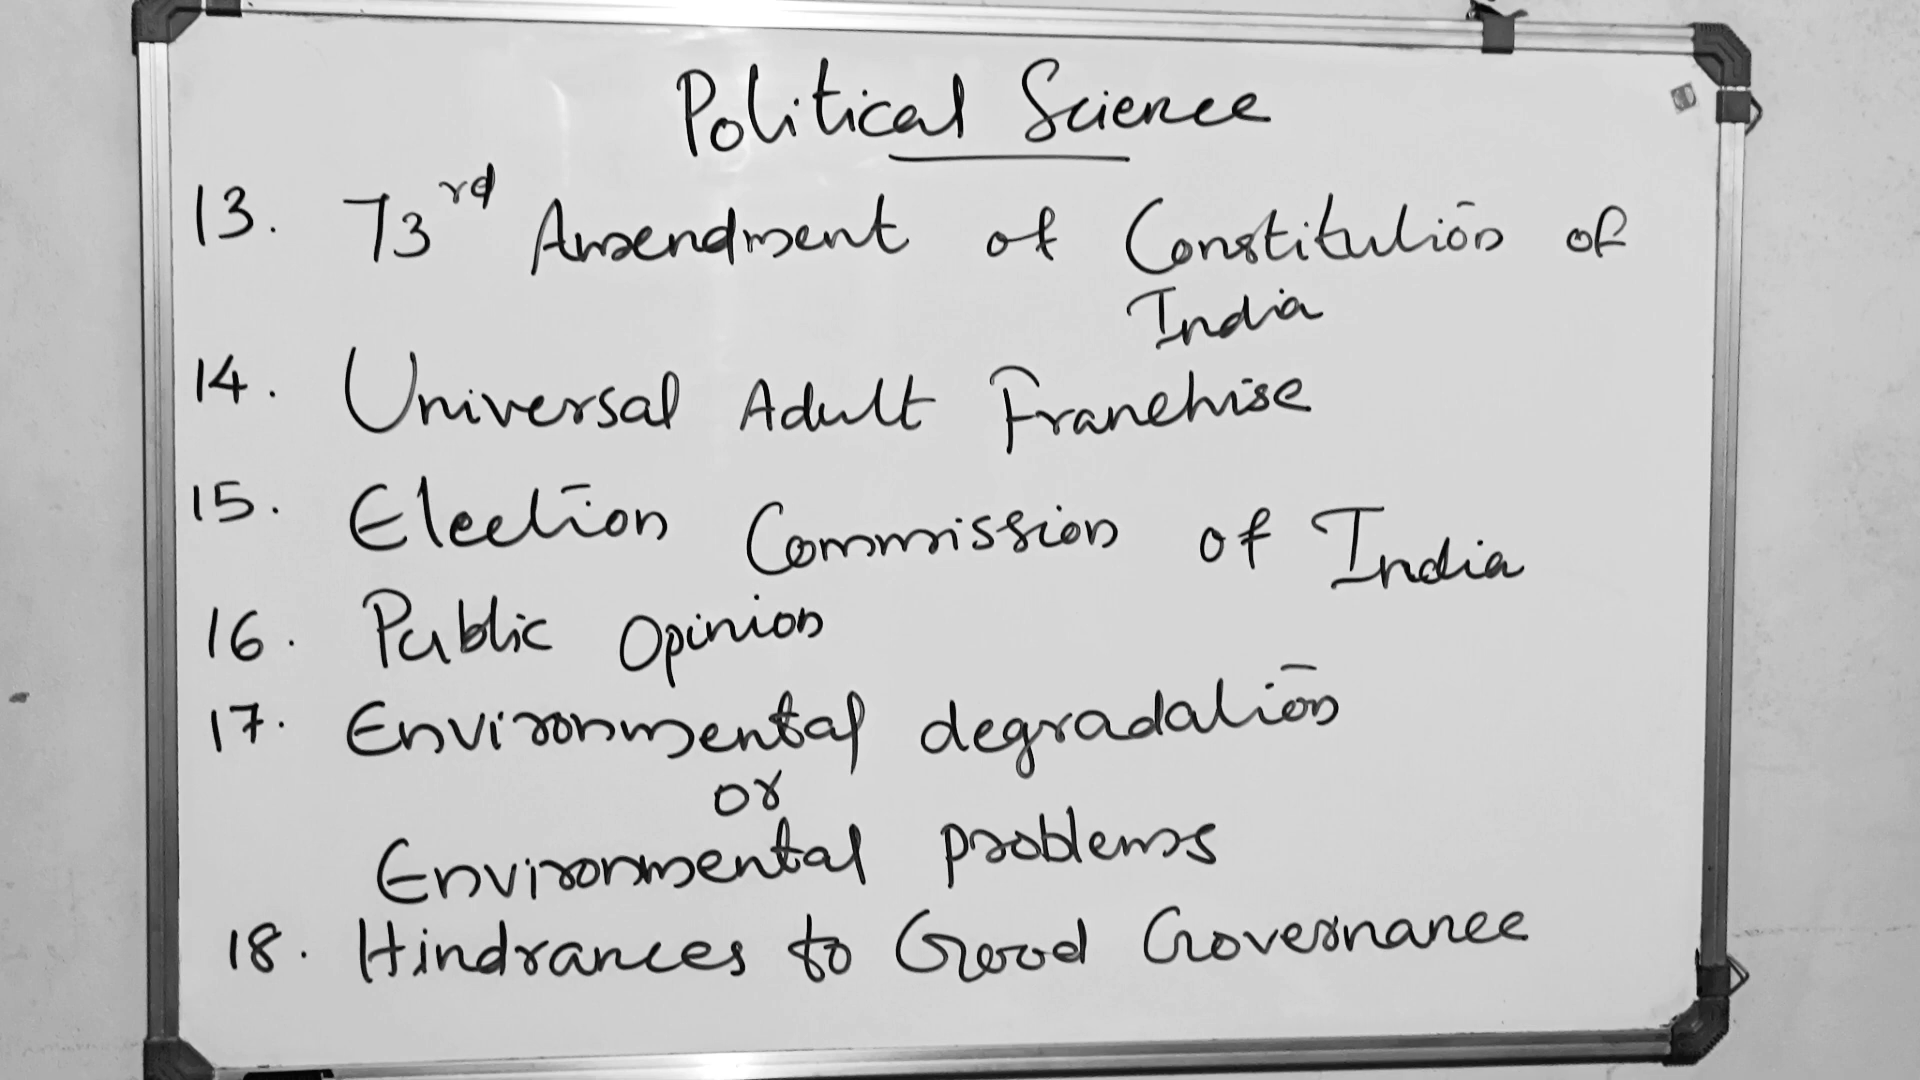 Political Science
13. 73rd Amendment of Constitution of
India
14. Universal Adult Franchise
15. Election Commission of India
16. Public Opinion
17. Environmental degradation
or
Environmental problems
18. Hindrances to Good Governance